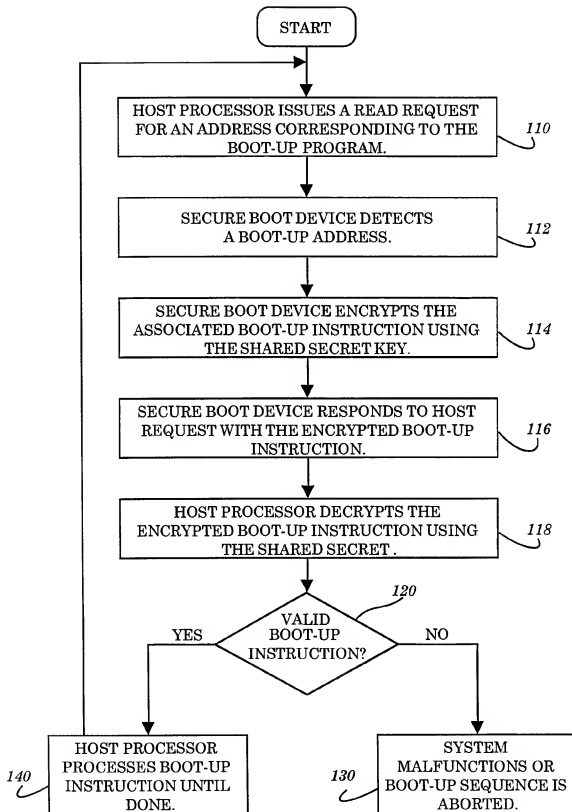 START
HOST PROCESSOR ISSUES A READ REQUEST
FOR AN ADDRESS CORRESPONDING TO THE
BOOT-UP PROGRAM.
110
SECURE BOOT DEVICE DETECTS
A BOOT-UP ADDRESS.
112
SECURE BOOT DEVICE ENCRYPTS THE
ASSOCIATED BOOT-UP INSTRUCTION USING
THE SHARED SECRET KEY.
114
SECURE BOOT DEVICE RESPONDS TO HOST
REQUEST WITH THE ENCRYPTED BOOT-UP
INSTRUCTION.
116
HOST PROCESSOR DECRYPTS THE
ENCRYPTED BOOT-UP INSTRUCTION USING
THE SHARED SECRET .
118
120
VALID
BOOT-UP
INSTRUCTION?
YES
NO
HOST PROCESSOR
PROCESSES BOOT-UP
INSTRUCTION UNTIL
DONE.
140
SYSTEM
MALFUNCTIONS OR
BOOT-UP SEQUENCE IS
ABORTED.
130